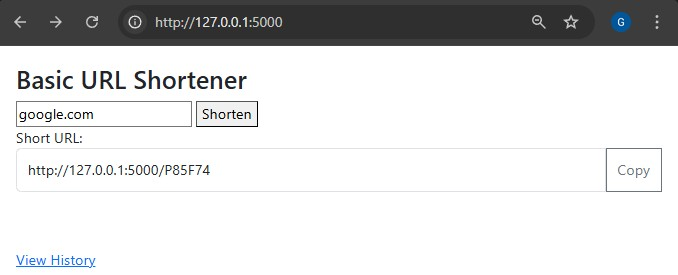 http://127.0.0.1:5000
G
Basic URL Shortener
google.com Shorten
Short URL:
http://127.0.0.1:5000/P85F74 Copy
View History